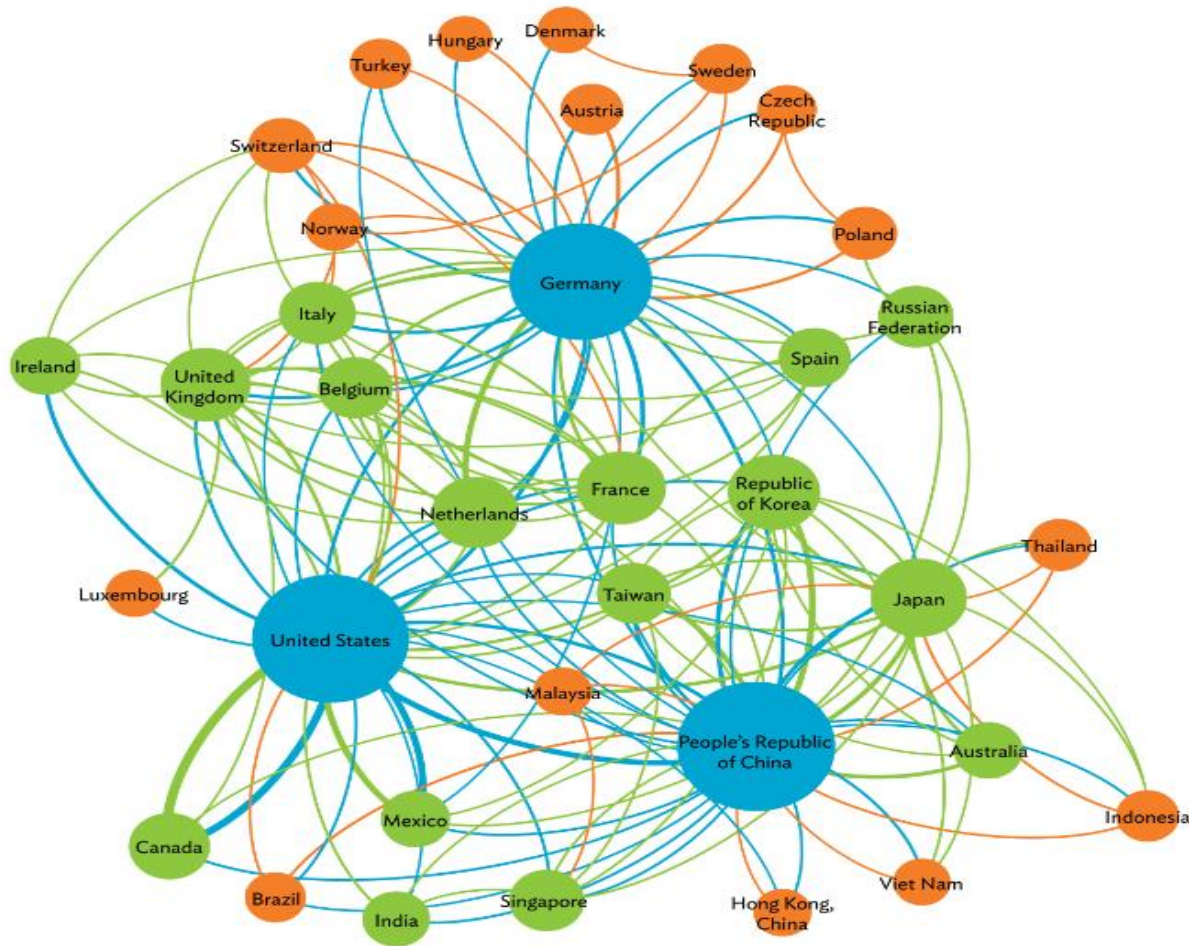 Denmark
Hungary
Turkey
Sweden
Austria
Czech
Republic
Switzerland
Norway
Poland
Germany
Italy
Russian
Federation
Spain
Ireland
United
Kingdom
Belgium
France
Republic
of Korea
Netherlands
Thailand
Luxembourg
Taiwan
Japan
United States
Malaysia
People's Republic
of China
Australia
Mexico
Indonesia
Canada
Brazil
India
Singapore
Hong Kong,
China
Viet Nam